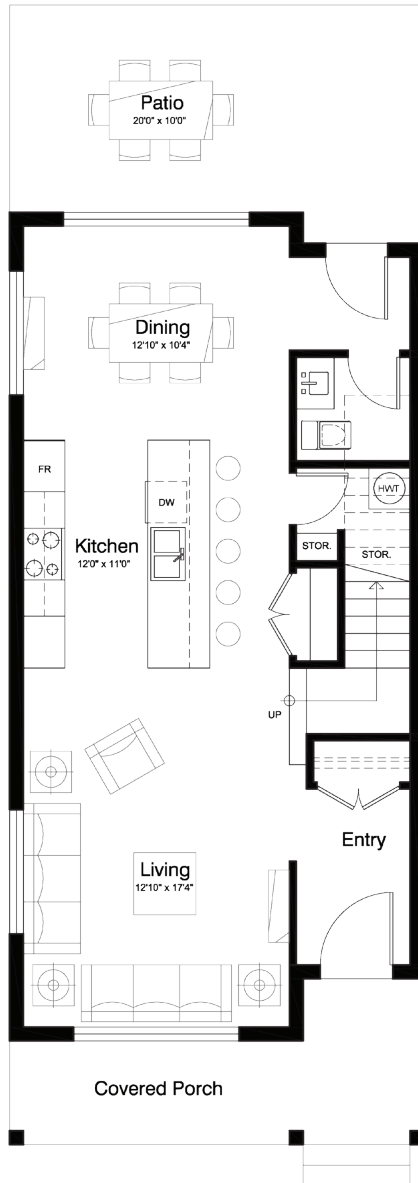 Patio
20'0" x 10'0"
Dining
12'10" x 10'4"
FR
DW
HWT
Kitchen
12'0" x 11'0"
STOR.
STOR.
UP
Entry
Living
12'10" x 17'4"
Covered Porch